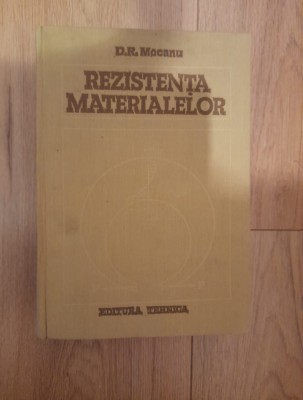 D.R. Mocanu
REZISTENȚA
MATERIALELOR
EDITURA TEHNICA